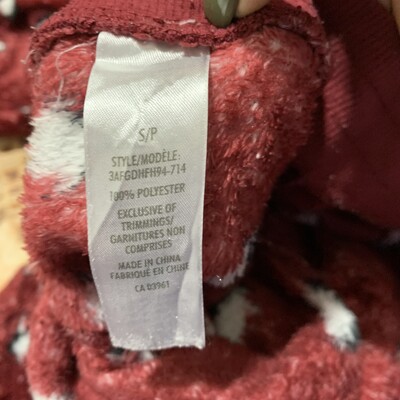 S/P
STYLE/MODÈLE:
3AFGDHFH94-714
100% POLYESTER
EXCLUSIVE OF
TRIMMINGS/
GARNITURES NON
COMPRISES
MADE IN CHINA
FABRIQUÉ EN CHINE
CA 03961